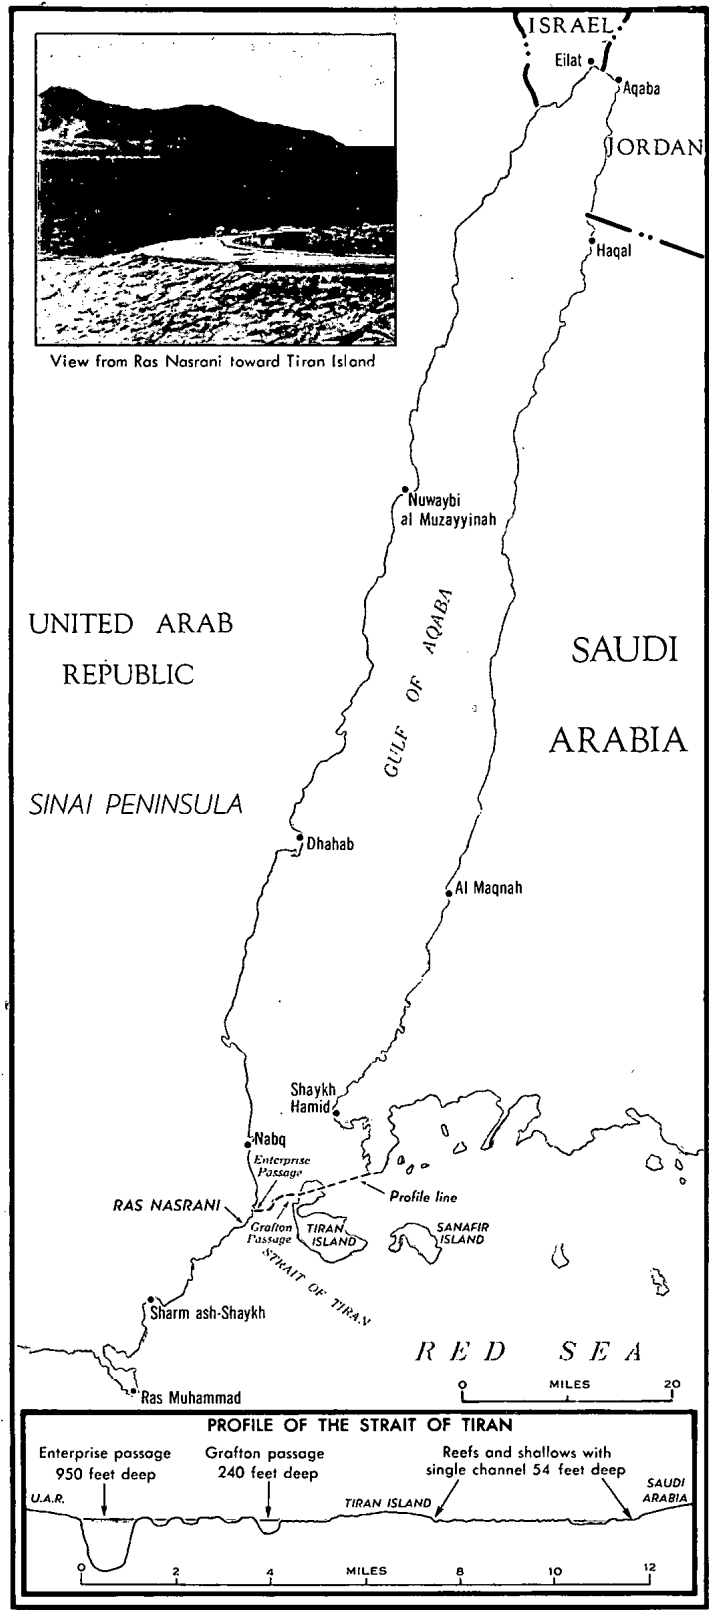 ISRAEL
Eilat
Aqaba
JORDAN
Haqal
View from Ras Nasrani toward Tiran Island
Nuwaybi
al Muzayyinah
UNITED ARAB
REPUBLIC
GULF OF AQABA
SAUDI
ARABIA
SINAI PENINSULA
Dhahab
Al Maqnah
Shaykh
Hamid
Nabq
Enterprise
Passage
Profile line
RAS NASRANI
Grafton
Passage
TIRAN
ISLAND
SANAFIR
ISLAND
STRAIT OF TIRAN
Sharm ash-Shaykh
RED SEA
Ras Muhammad
0 MILES 20
PROFILE OF THE STRAIT OF TIRAN
Enterprise passage
950 feet deep
Grafton passage
240 feet deep
Reefs and shallows with
single channel 54 feet deep
U.A.R.
TIRAN ISLAND
SAUDI
ARABIA
0 2 4 MILES 8 10 12